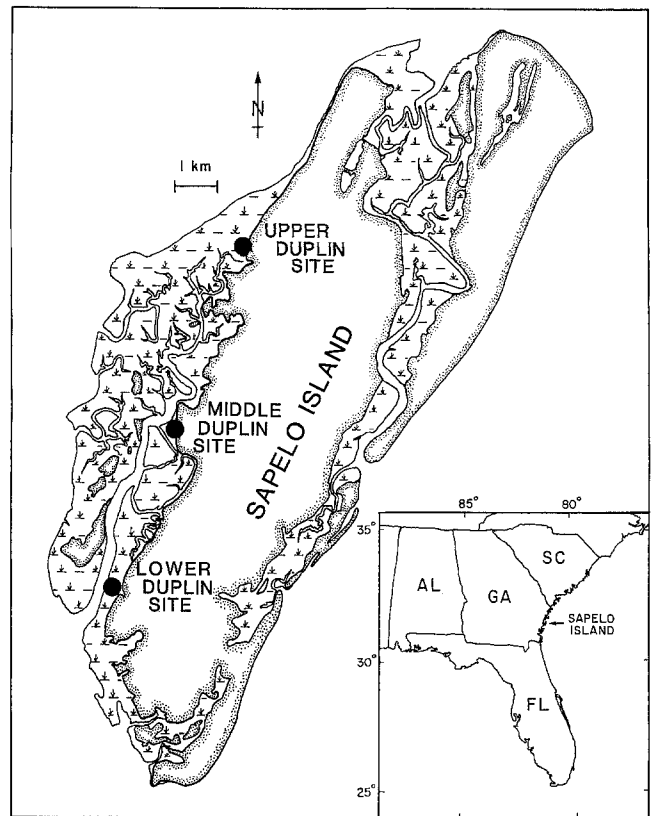 N
1 km
UPPER
DUPLIN
SITE
MIDDLE
DUPLIN
SITE
SAPELO ISLAND
LOWER
DUPLIN
SITE
85°
80°
35°
30°
25°
AL
GA
SC
SAPELO
ISLAND
FL